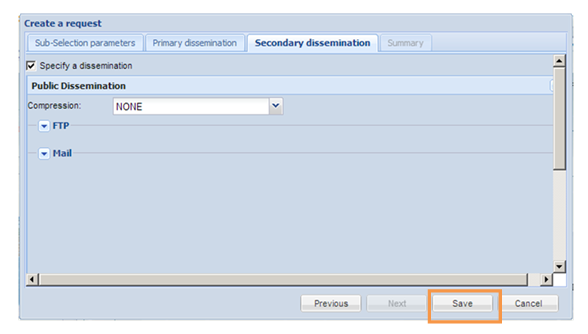 Create a request
Sub-Selection parameters Primary dissemination Secondary dissemination Summary
Specify a dissemination
Public Dissemination
Compression: NONE
FTP
Mail
Previous Next Save Cancel